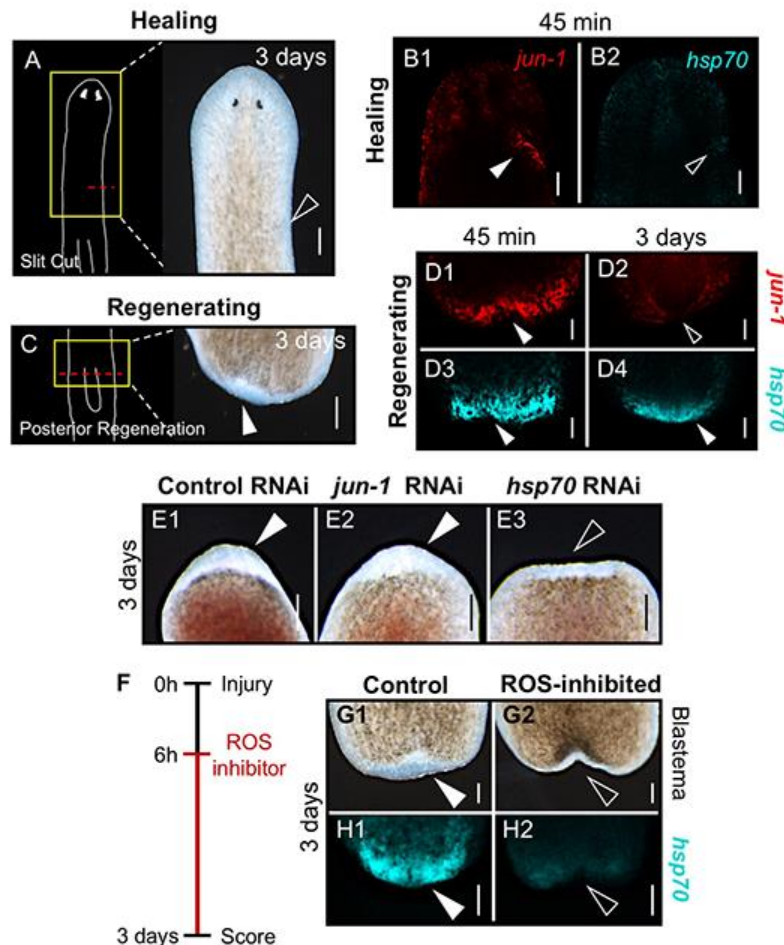 Healing
A
3 days
Slit Cut
45 min
B1
jun-1
B2
hsp70
Healing
Regenerating
C
3 days
Posterior Regeneration
45 min
3 days
D1
D2
jun-1
Regenerating
D3
D4
hsp70
Control RNAi
jun-1 RNAi
hsp70 RNAi
E1
E2
E3
3 days
F
0h
Injury
6h
ROS
inhibitor
3 days
Score
Control
ROS-inhibited
G1
G2
Blastema
3 days
H1
H2
hsp70